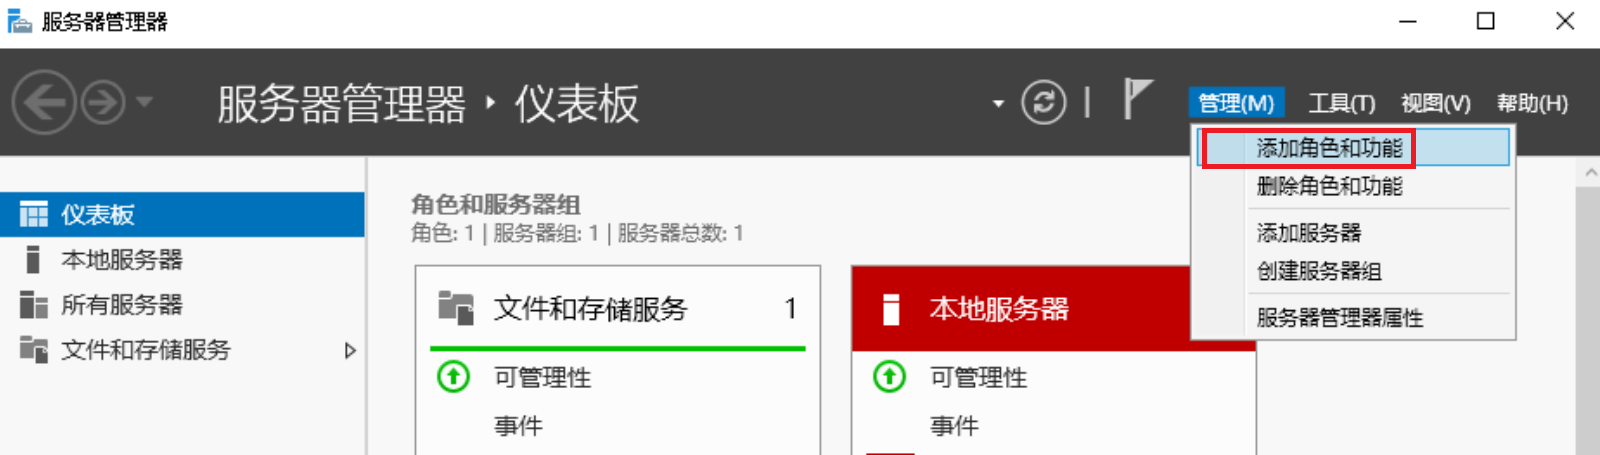 服务器管理器
服务器管理器 ‣ 仪表板
管理(M) 工具(T) 视图(V) 帮助(H)
添加角色和功能
删除角色和功能
添加服务器
创建服务器组
服务器管理器属性
仪表板
本地服务器
所有服务器
文件和存储服务
角色和服务器组
角色: 1 | 服务器组: 1 | 服务器总数: 1
文件和存储服务 1
可管理性
事件
本地服务器
可管理性
事件